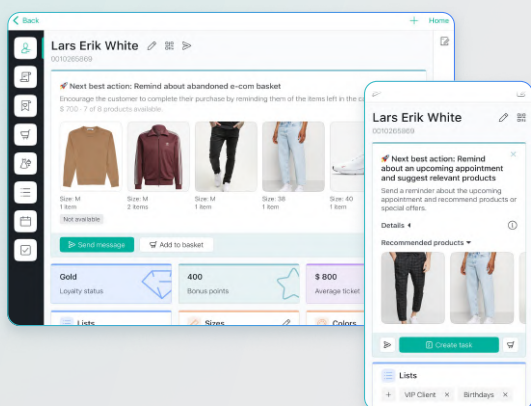 Back
Home
Lars Erik White
0010265869
🚀 Next best action: Remind about abandoned e-com basket
Encourage the customer to complete their purchase by reminding them of the items left in the
$ 700 - 7 of 8 products available.
Size: M
1 item
Not available
Size: M
2 items
Size: M
1 item
Size: 38
1 item
Size: 40
1 item
Send message
Add to basket
Gold
Loyalty status
400
Bonus points
$ 800
Average ticket
Lists
Sizes
Colors
Lars Erik White
0010265869
🚀 Next best action: Remind
about an upcoming appointment
and suggest relevant products
Send a reminder about the upcoming
appointment and recommend products or
special offers.
Details
Recommended products
Create task
Lists
+ VIP Client × Birthdays ×